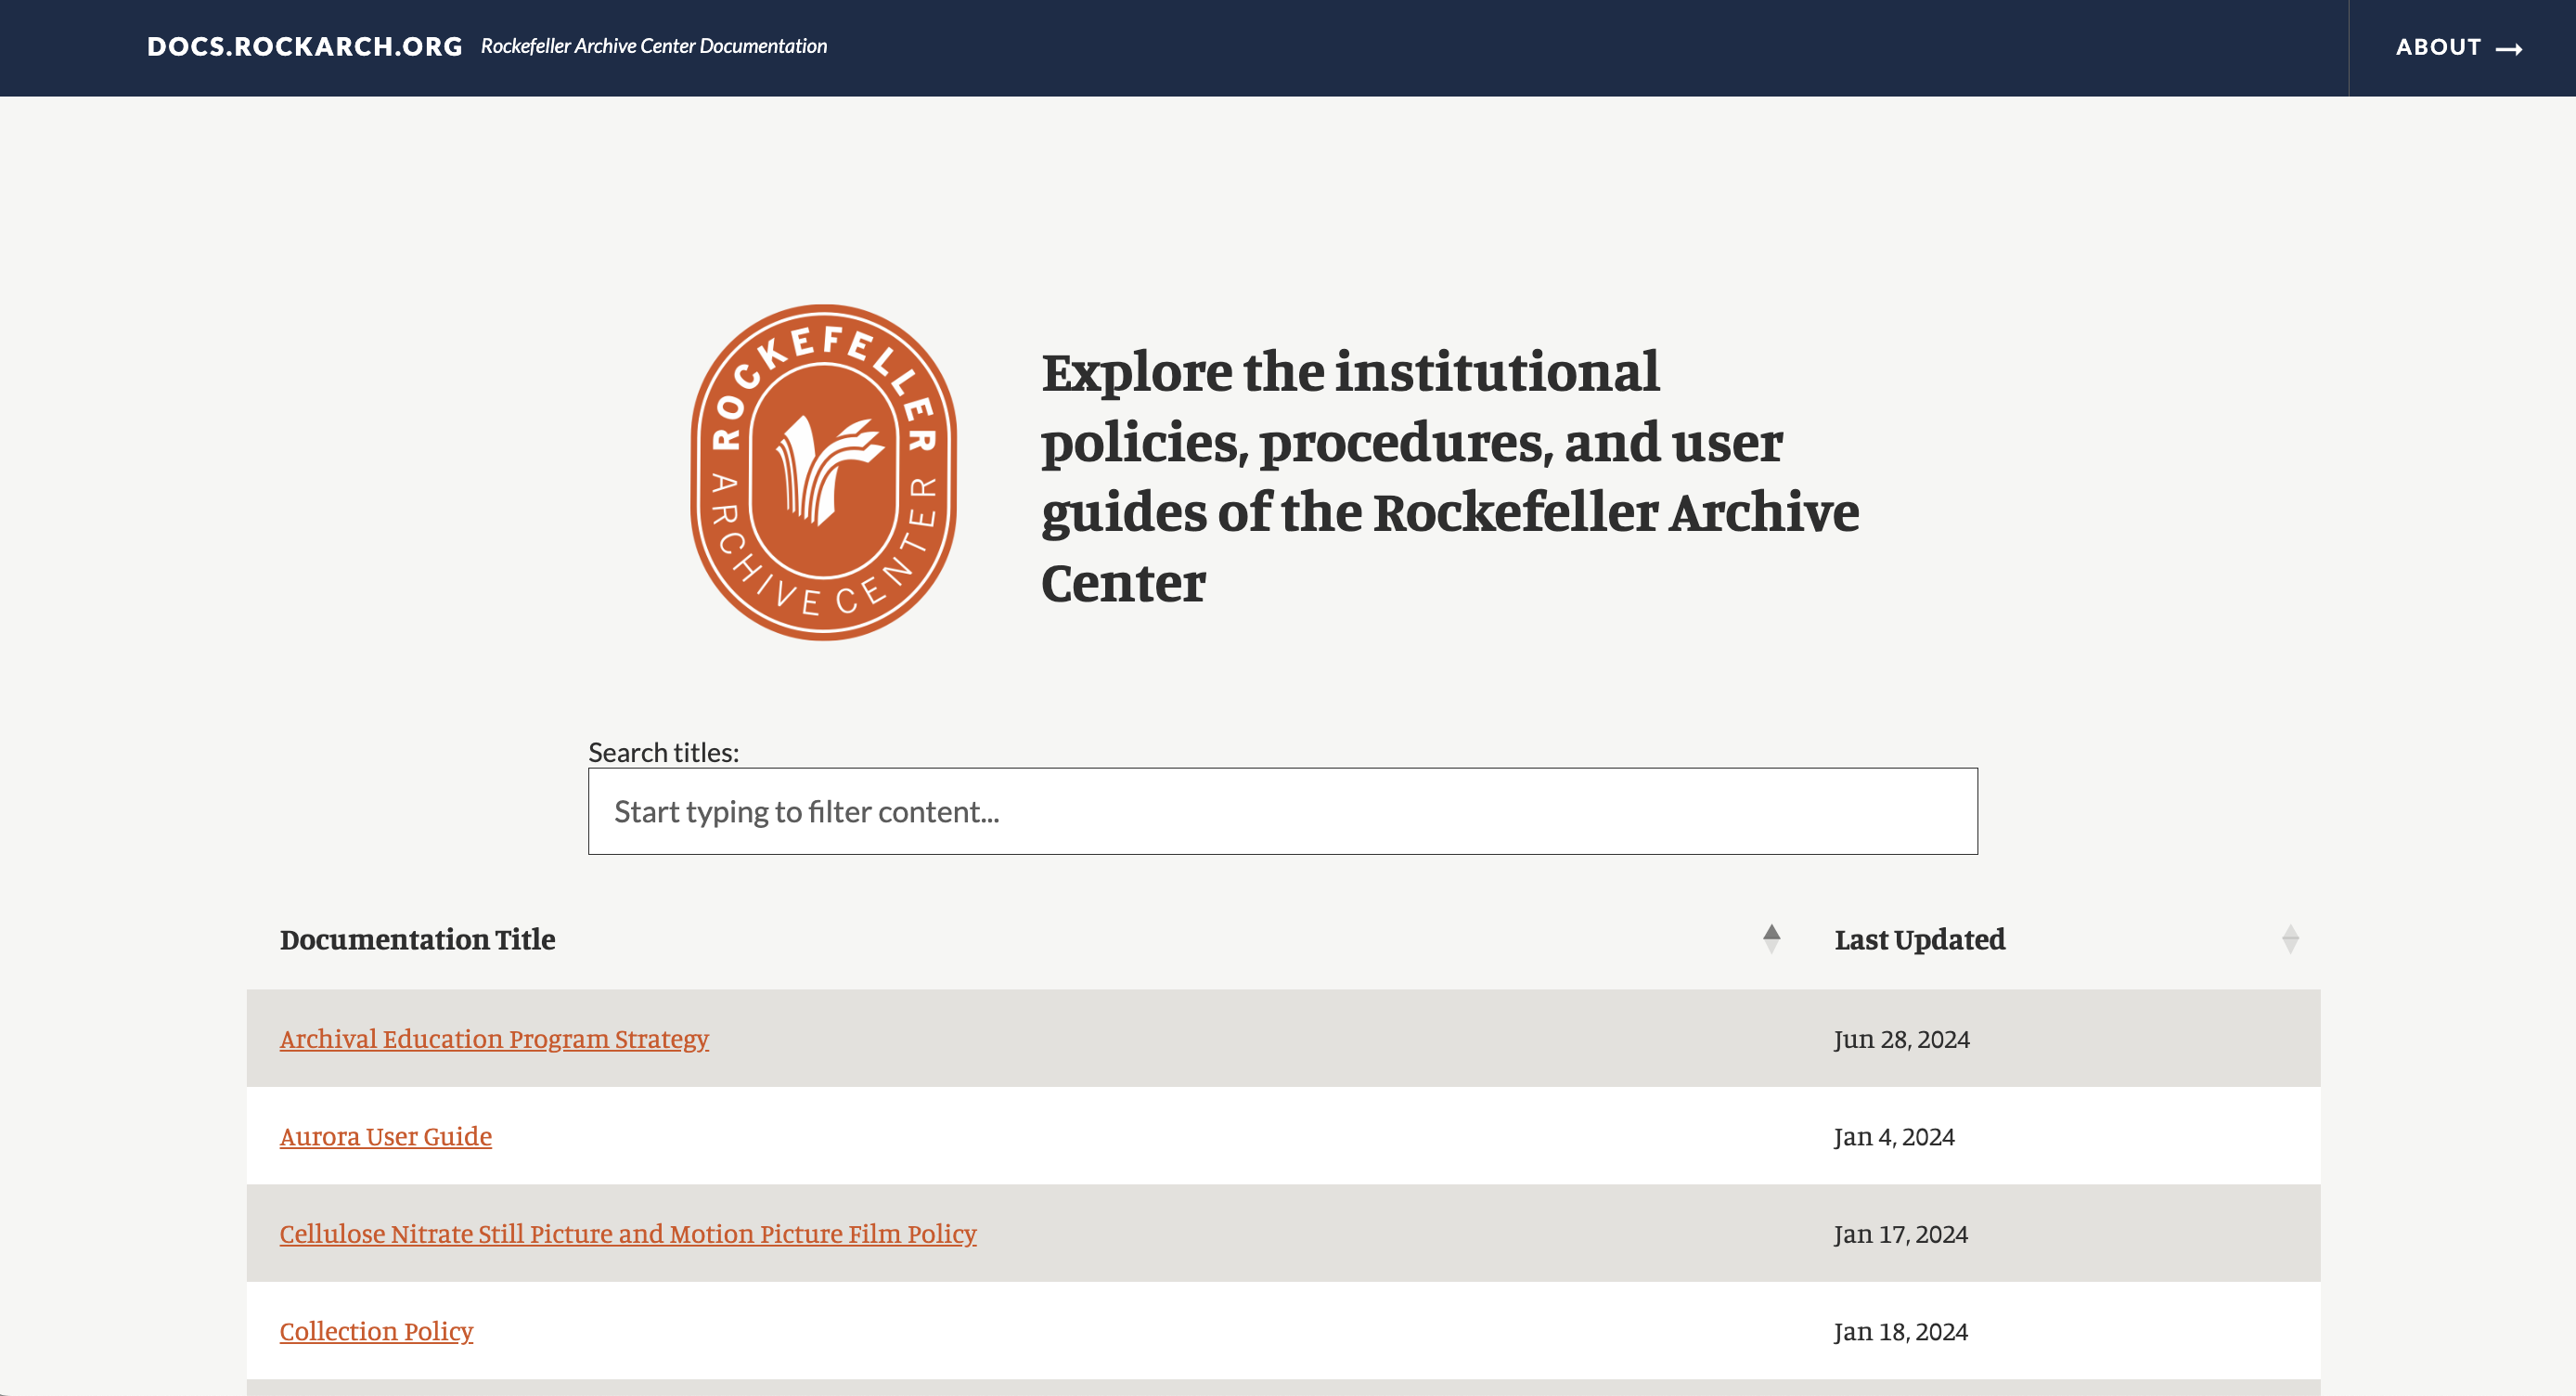 DOCS.ROCKARCH.ORG Rockefeller Archive Center Documentation
ABOUT →
ROCKEFELLER
ARCHIVE CENTER
Explore the institutional
policies, procedures, and user
guides of the Rockefeller Archive
Center
Search titles:
Start typing to filter content...
Documentation Title
Last Updated
Archival Education Program Strategy
Jun 28, 2024
Aurora User Guide
Jan 4, 2024
Cellulose Nitrate Still Picture and Motion Picture Film Policy
Jan 17, 2024
Collection Policy
Jan 18, 2024